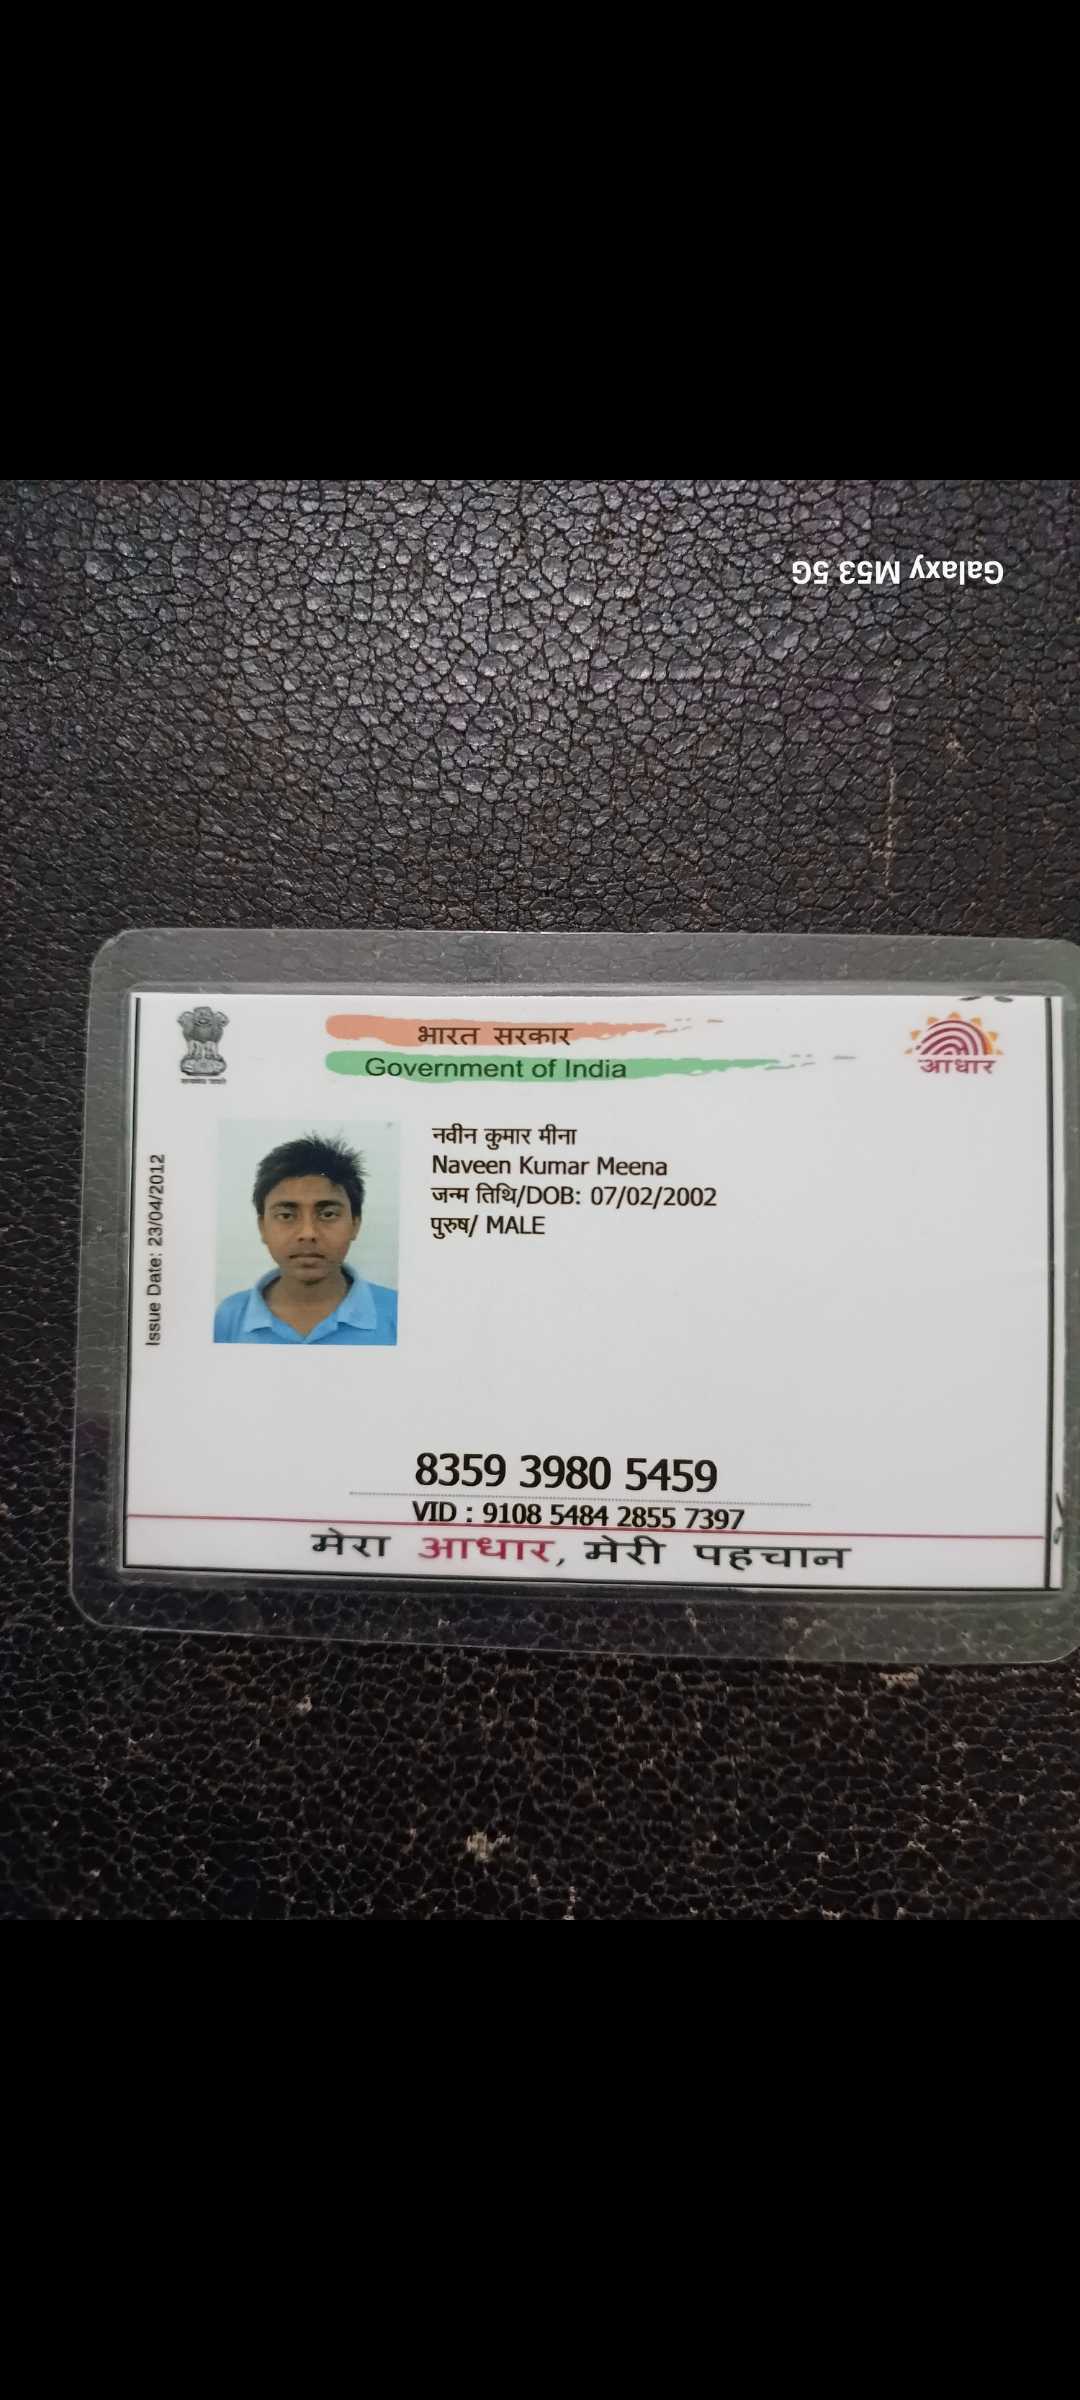 Galaxy M53 5G
भारत सरकार
Government of India
आधार
Issue Date: 23/04/2012
नवीन कुमार मीना
Naveen Kumar Meena
जन्म तिथि/DOB: 07/02/2002
पुरुष/ MALE
8359 3980 5459
VID : 9108 5484 2855 7397
मेरा आधार, मेरी पहचान